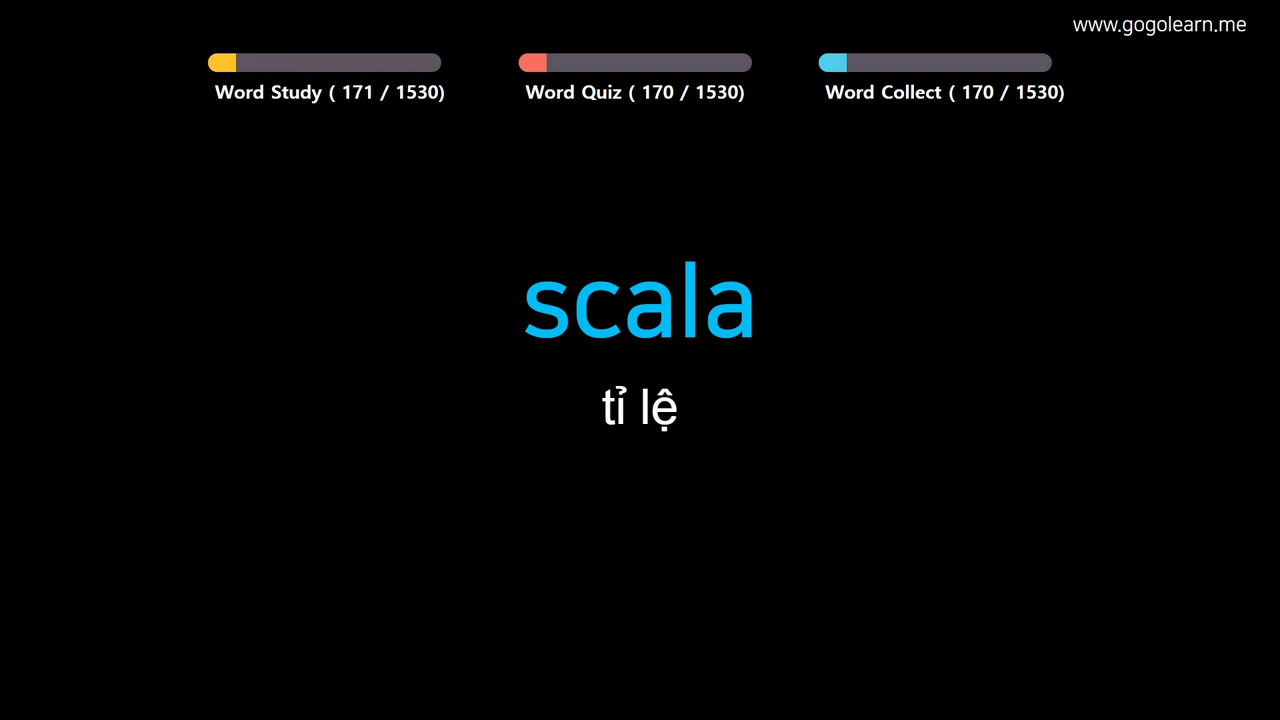 www.gogolearn.me
Word Study ( 171 / 1530)
Word Quiz ( 170 / 1530)
Word Collect ( 170 / 1530)
scala
tỉ lệ